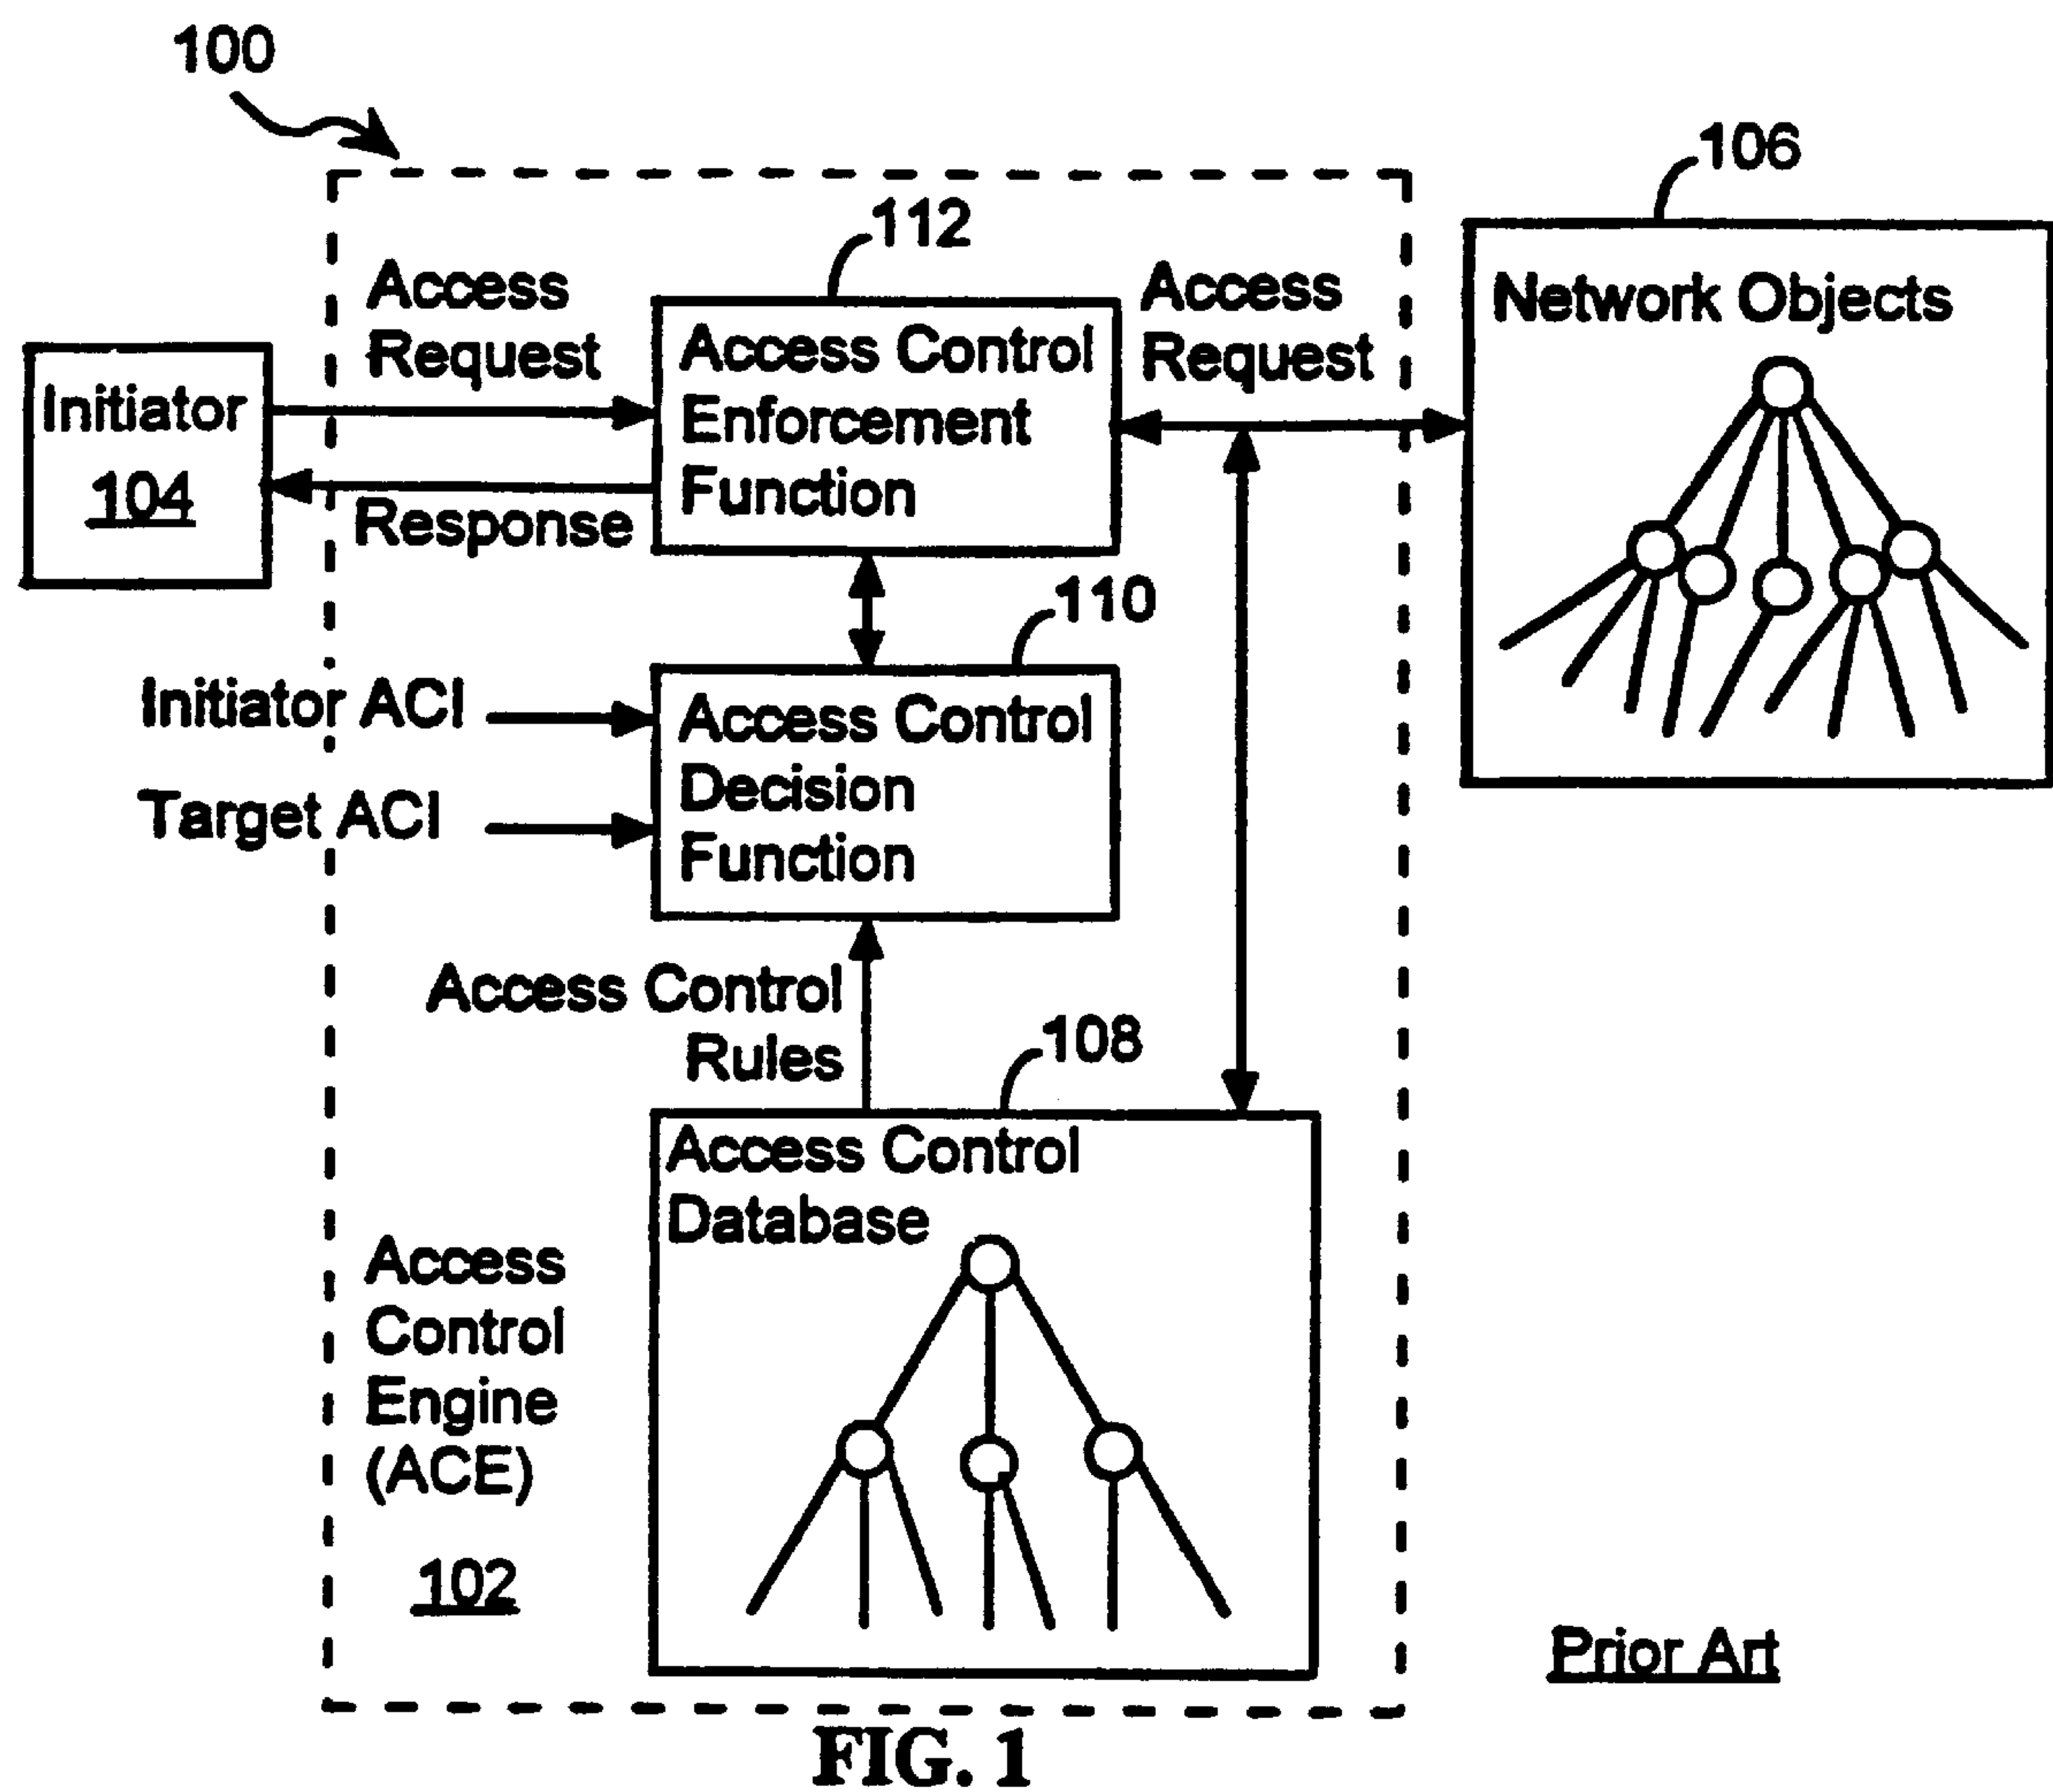 100
106
112
Access
Request
Access
Request
Network Objects
Initiator
104
Access Control
Enforcement
Function
Response
110
Initiator ACI
Target ACI
Access Control
Decision
Function
Access Control
Rules
108
Access Control
Database
Access
Control
Engine
(ACE)
102
Prior Art
FIG. 1